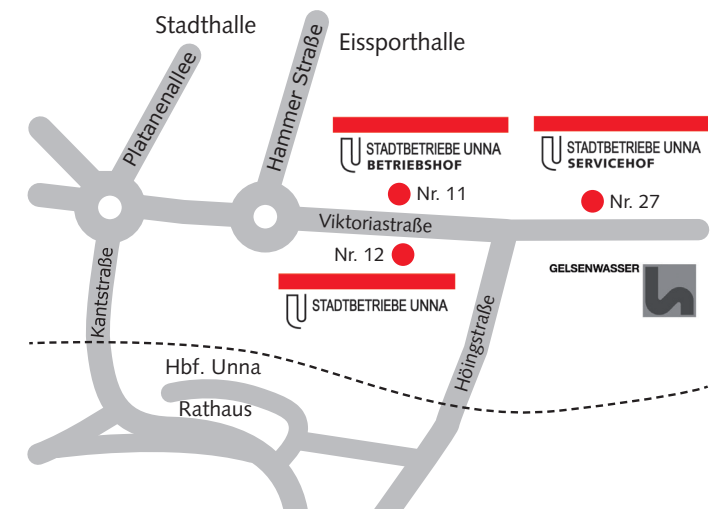 Stadthalle
Eissporthalle
Platanenallee
Hammer Straße
STADTBETRIEBE UNNA
BETRIEBSHOF
STADTBETRIEBE UNNA
SERVICEHOF
Nr. 11
Nr. 27
Viktoriastraße
Nr. 12
STADTBETRIEBE UNNA
GELSENWASSER
Kantstraße
Höingstraße
Hbf. Unna
Rathaus